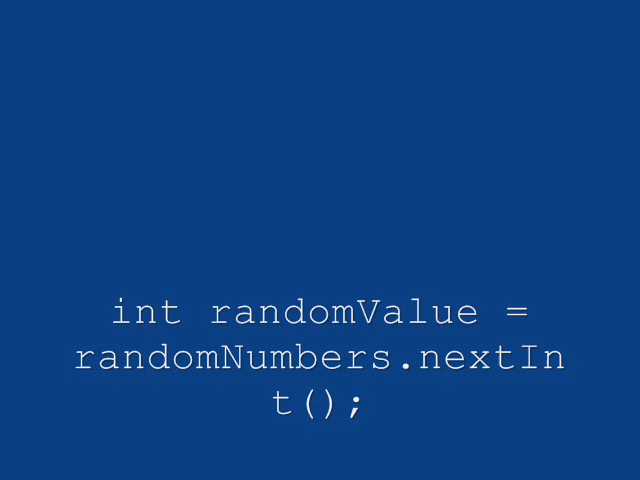 int randomValue =
randomNumbers.nextIn
t();